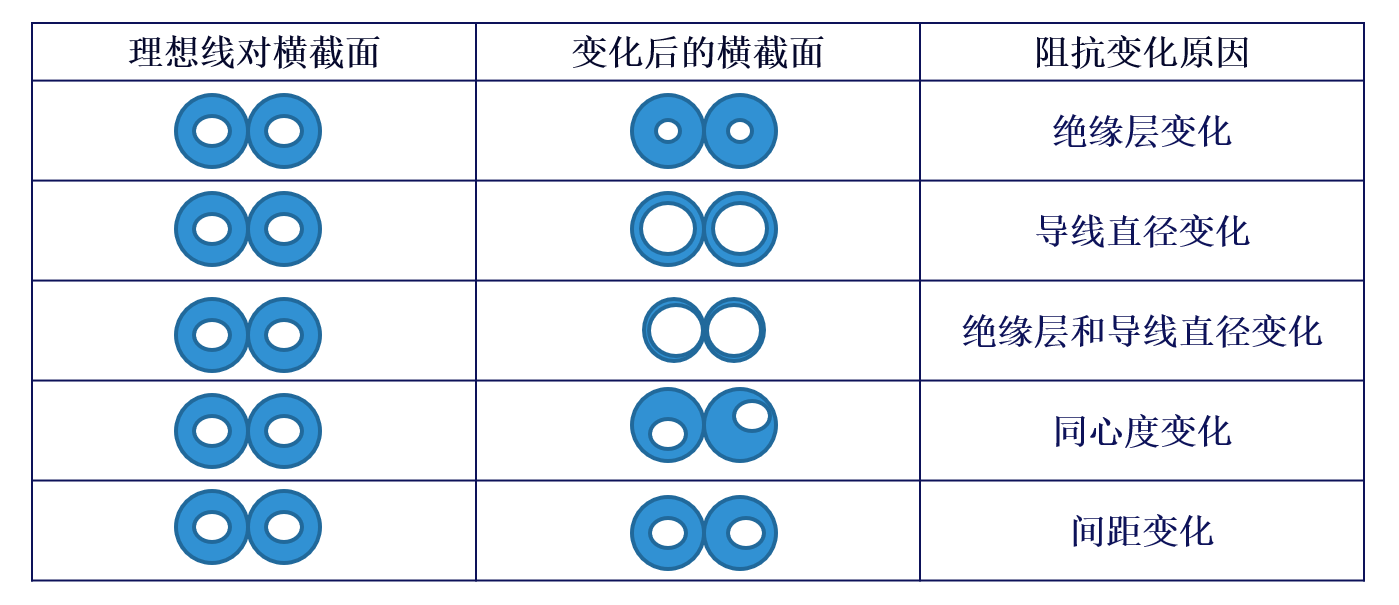 理想线对横截面
变化后的横截面
阻抗变化原因
绝缘层变化
导线直径变化
绝缘层和导线直径变化
同心度变化
间距变化